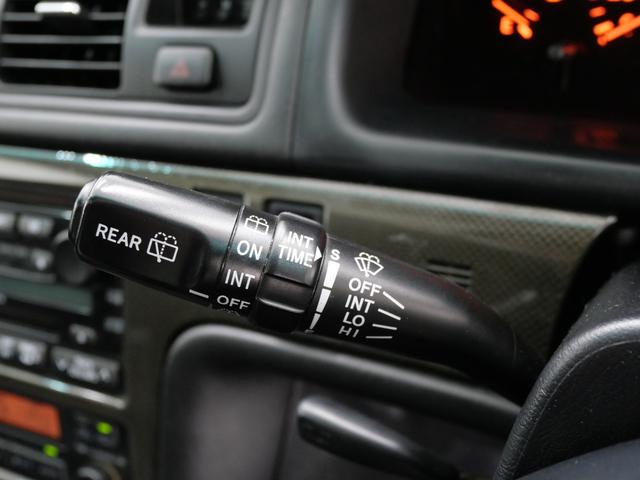 REAR
ON
INT
OFF
INT
TIME
S
OFF
INT
LO
HI